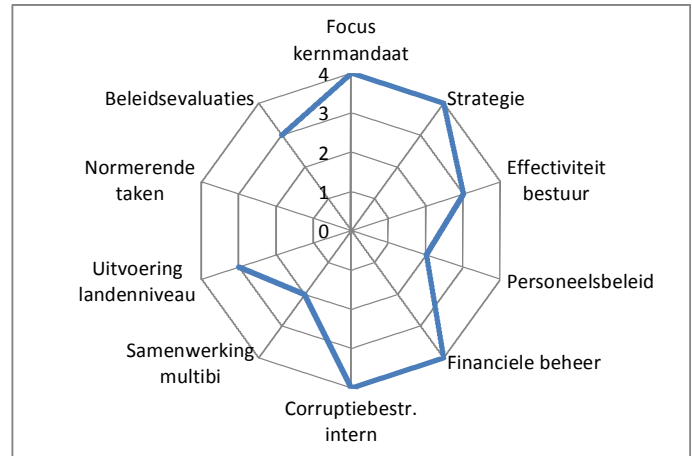 Focus
kernmandaat
Strategie
Effectiviteit
bestuur
Personeelsbeleid
Financiele beheer
Corruptiebestr.
intern
Samenwerking
multibi
Uitvoering
landenniveau
Normerende
taken
Beleidsevaluaties
4
3
2
1
0